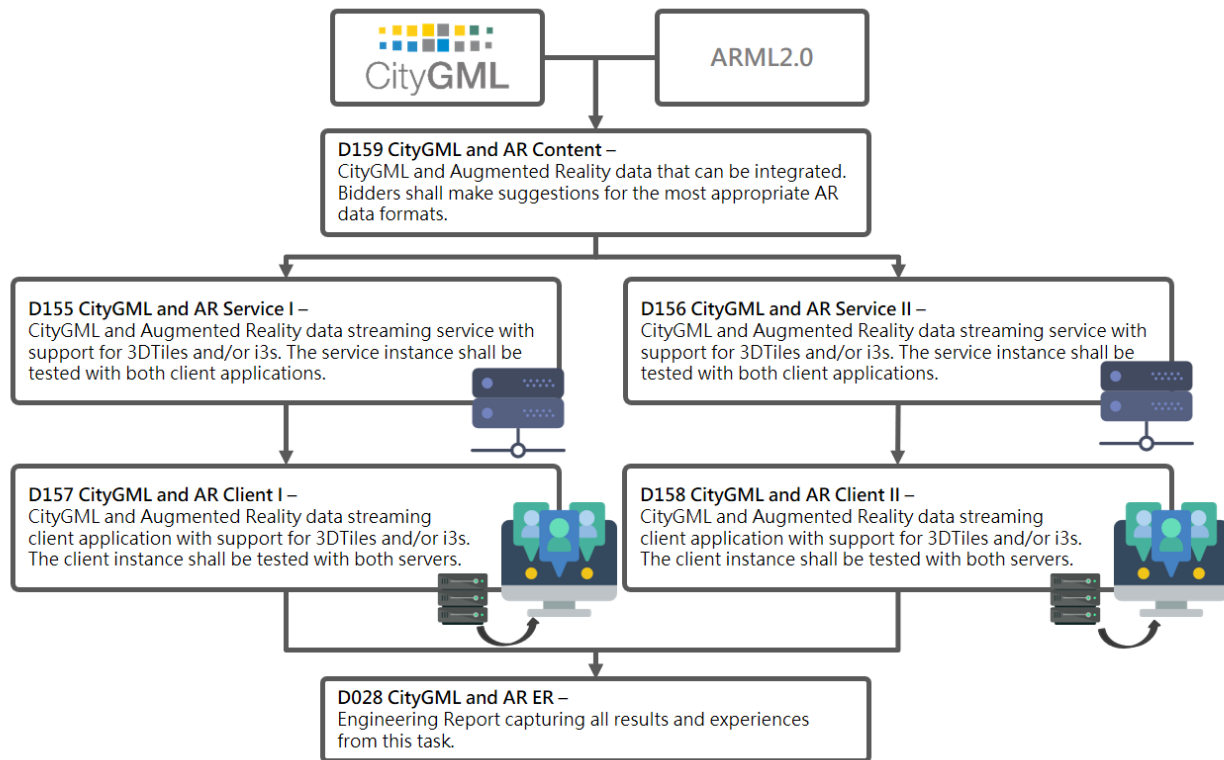 CityGML
ARML2.0
D159 CityGML and AR Content –
CityGML and Augmented Reality data that can be integrated.
Bidders shall make suggestions for the most appropriate AR
data formats.
D155 CityGML and AR Service I –
CityGML and Augmented Reality data streaming service with
support for 3DTiles and/or i3s. The service instance shall be
tested with both client applications.
D156 CityGML and AR Service II –
CityGML and Augmented Reality data streaming service with
support for 3DTiles and/or i3s. The service instance shall be
tested with both client applications.
D157 CityGML and AR Client I –
CityGML and Augmented Reality data streaming
client application with support for 3DTiles and/or i3s.
The client instance shall be tested with both servers.
D158 CityGML and AR Client II –
CityGML and Augmented Reality data streaming
client application with support for 3DTiles and/or i3s.
The client instance shall be tested with both servers.
D028 CityGML and AR ER –
Engineering Report capturing all results and experiences
from this task.